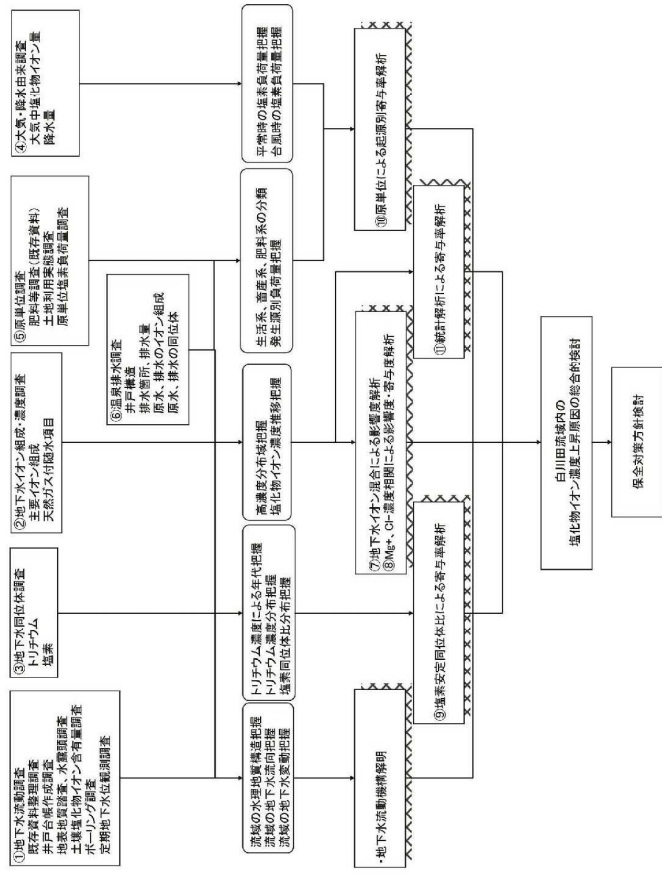 ①地下水流動調査
既存資料整理調査
井戸台帳作成調査
地表地質踏査、水露頭調査
土壌塩化物イオン含有量調査
ボーリング調査
定期地下水位観測調査
③地下水同位体調査
トリチウム
塩素
②地下水イオン組成・濃度調査
主要イオン組成
天然ガス付随水項目
⑤原単位調査
肥料等調査(既存資料)
土地利用実態調査
原単位塩素負荷量調査
④大気・降水由来調査
大気中塩化物イオン量
降水量
⑥温泉排水調査
井戸構造
排水箇所、排水量
原水、排水のイオン組成
原水、排水の同位体
流域の水理地質構造把握
流域の地下水流向把握
流域の地下水変動把握
トリチウム濃度による年代把握
トリチウム濃度分布把握
塩素同位体比分布把握
高濃度分布域把握
塩化物イオン濃度推移把握
生活系、畜産系、肥料系の分類
発生源別負荷量把握
平常時の塩素負荷量把握
台風時の塩素負荷量把握
・地下水流動機構解明
⑦地下水イオン混合による影響度解析
⑧Mg+、Cl-濃度相関による影響度・寄与度解析
⑩原単位による起源別寄与率解析
⑨塩素安定同位体比による寄与率解析
⑪統計解析による寄与率解析
白川田流域内の
塩化物イオン濃度上昇原因の総合的検討
保全対策方針検討